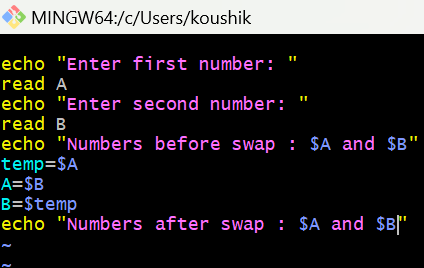 MINGW64:/c/Users/koushik
echo "Enter first number: "
read A
echo "Enter second number: "
read B
echo "Numbers before swap : $A and $B"
temp=$A
A=$B
B=$temp
echo "Numbers after swap : $A and $B"
~
~